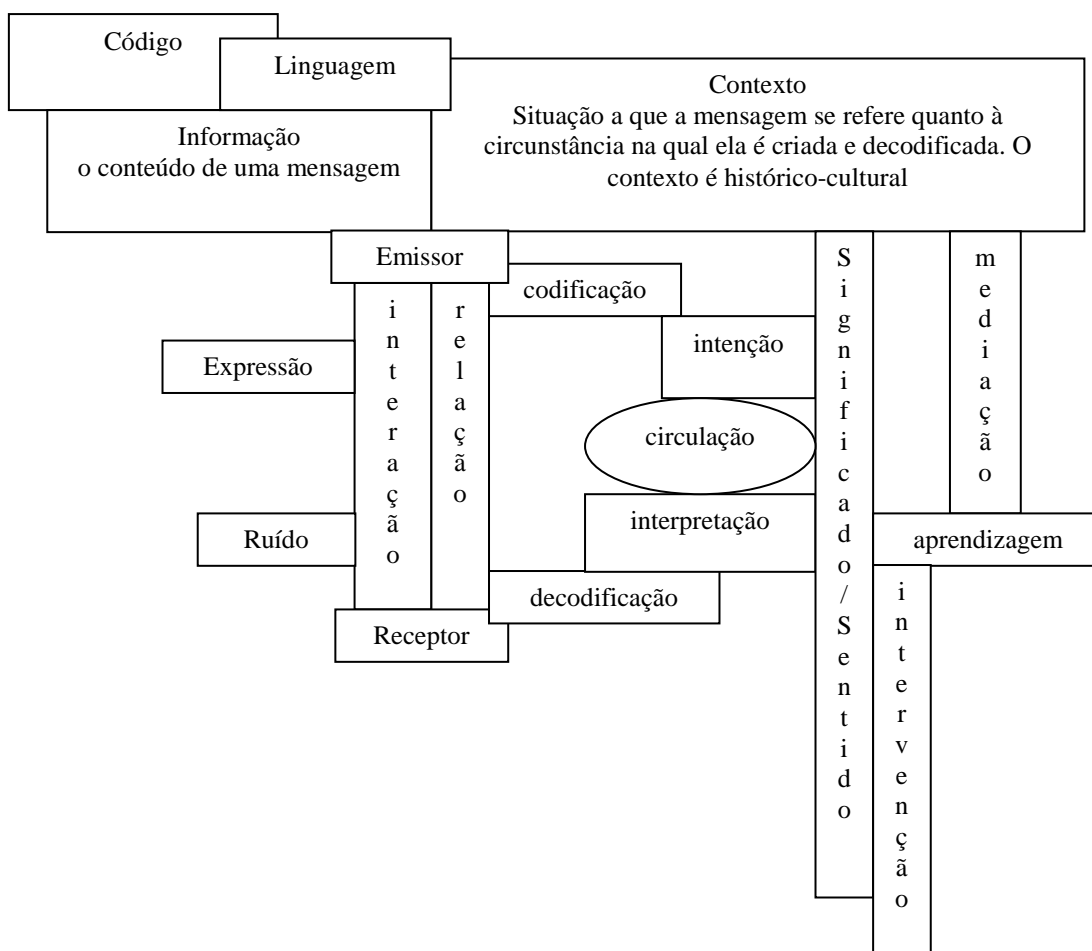 Código
Linguagem
Contexto
Situação a que a mensagem se refere quanto à
circunstância na qual ela é criada e decodificada. O
contexto é histórico-cultural
Informação
o conteúdo de uma mensagem
Emissor
codificação
intenção
circulação
interpretação
decodificação
Receptor
Expressão
Ruído
interação
relação
Significado/Sentido
mediação
aprendizagem
intervenção